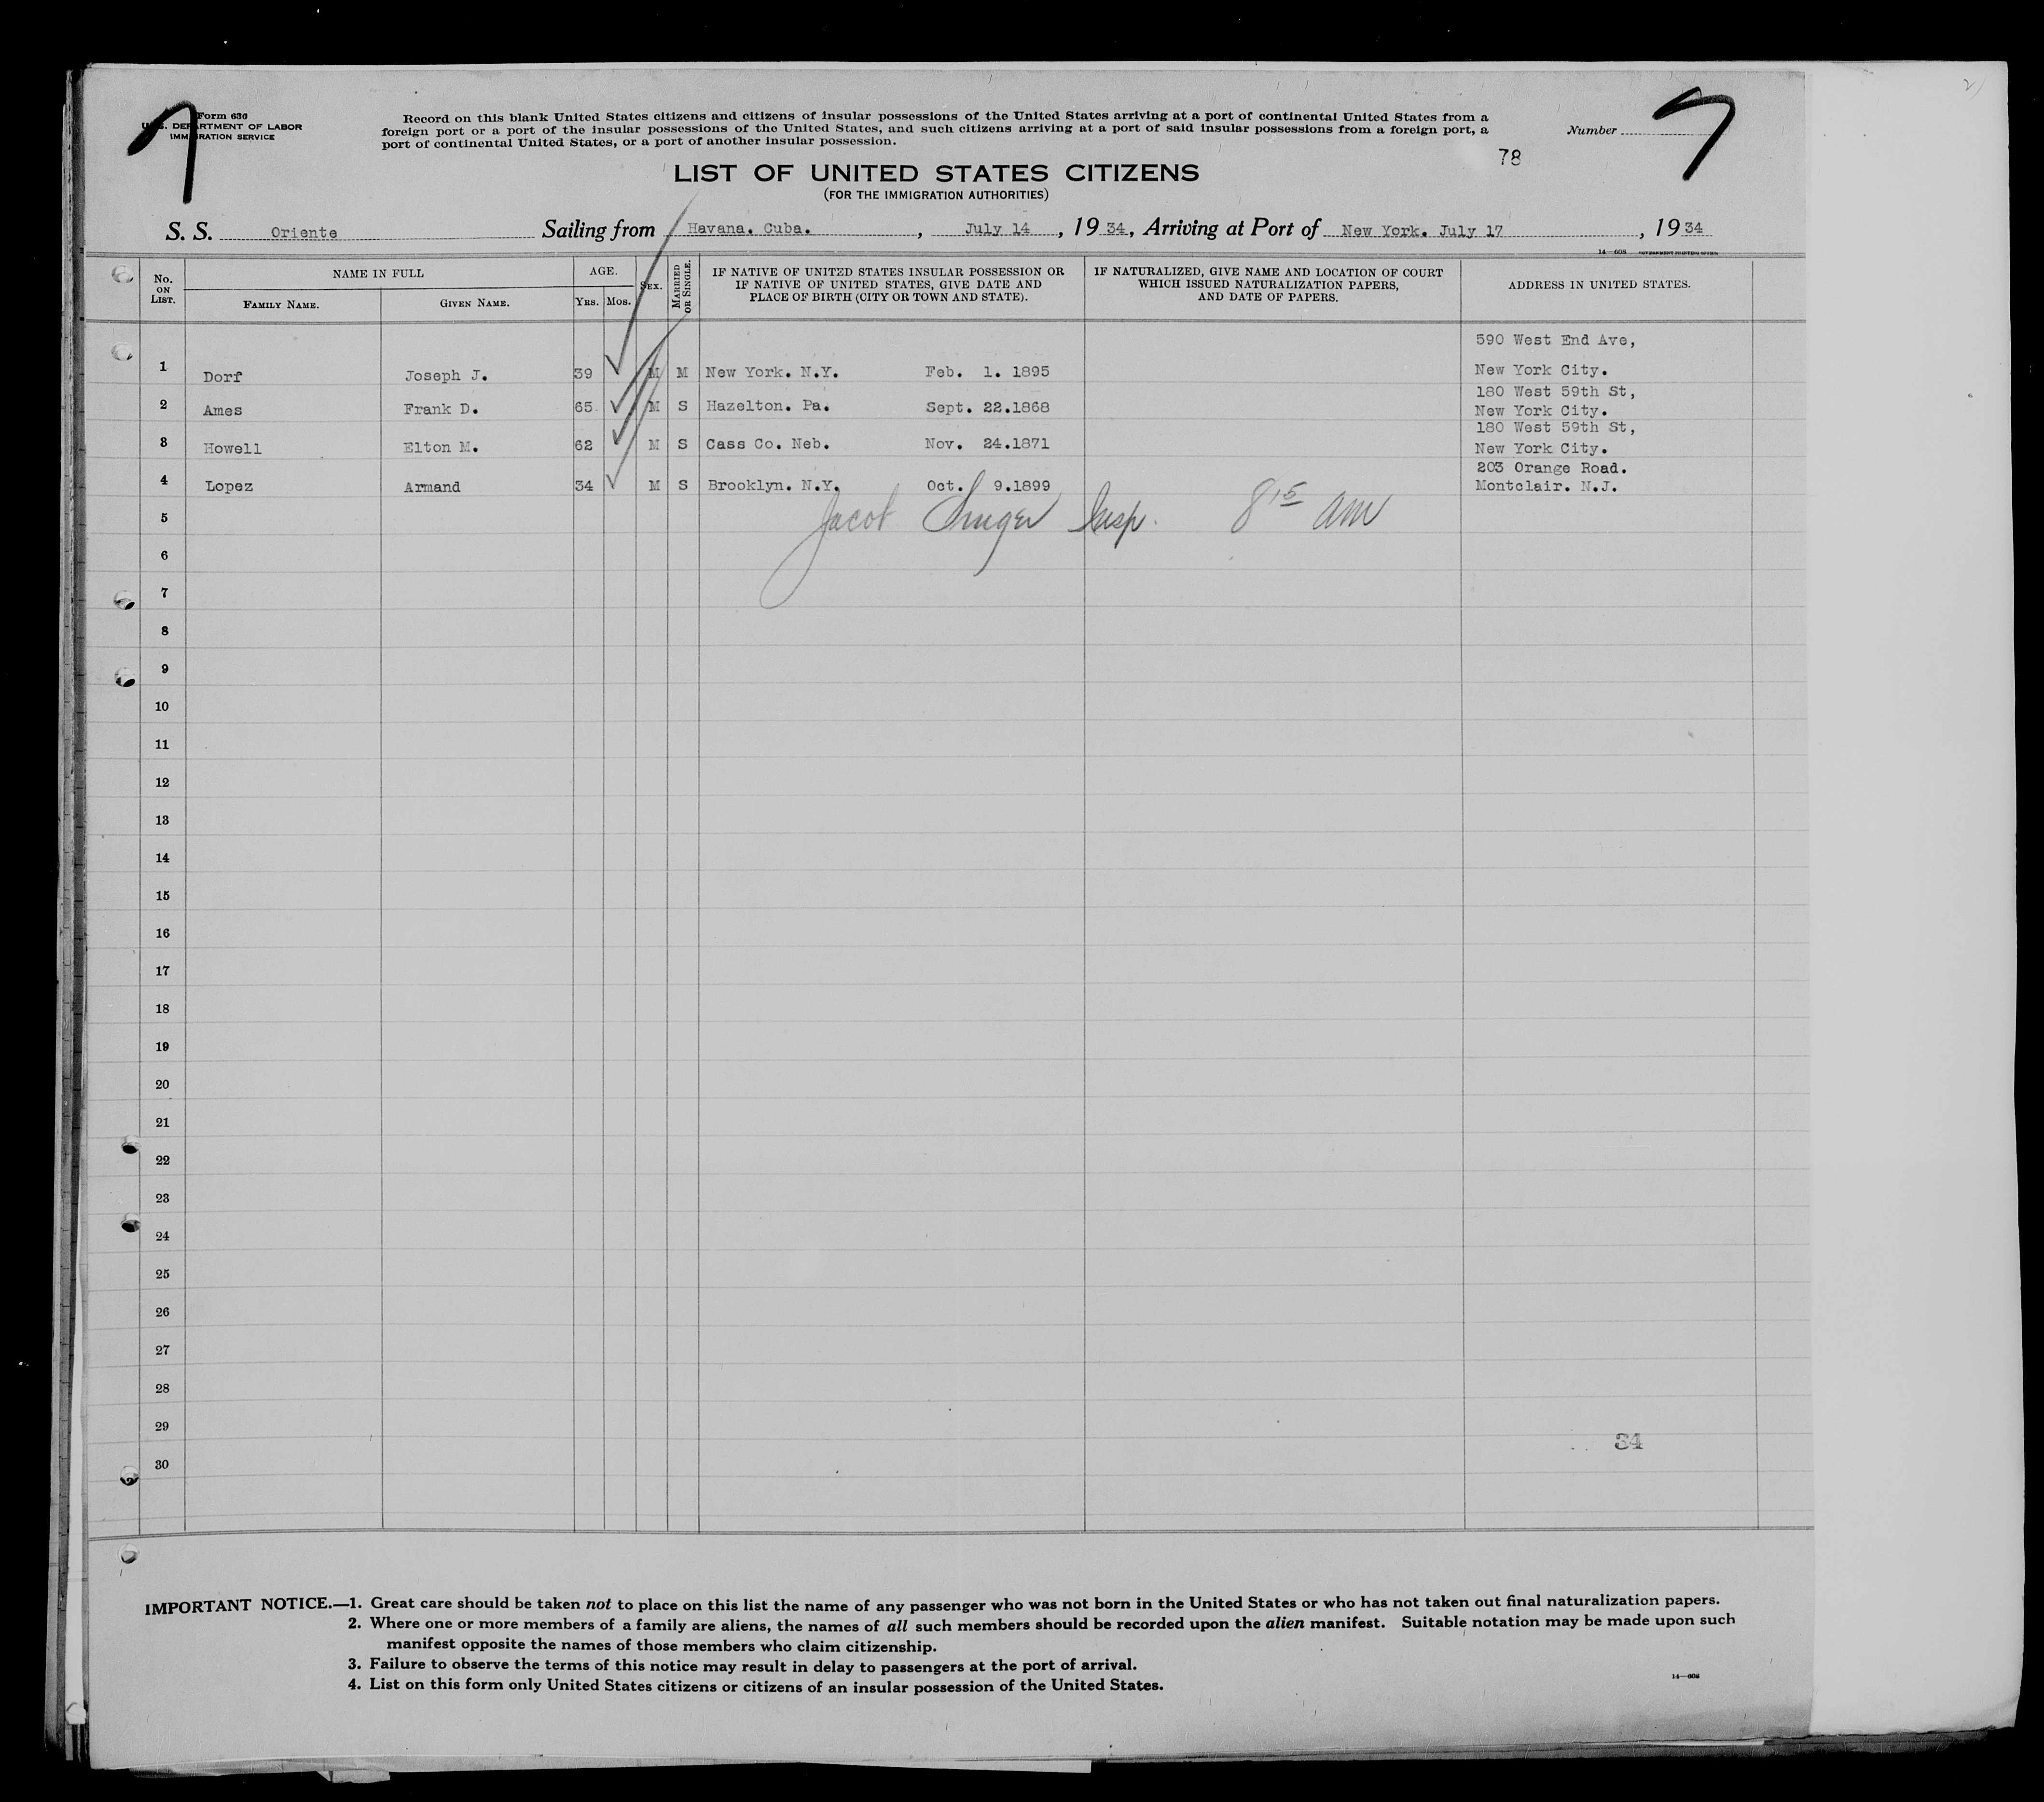 Form 630
U. S. DEPARTMENT OF LABOR
IMMIGRATION SERVICE
Record on this blank United States citizens and citizens of insular possessions of the United States arriving at a port of continental United States from a
foreign port or a port of the insular possessions of the United States, and such citizens arriving at a port of said insular possessions from a foreign port, a
port of continental United States, or a port of another insular possession.
Number
7
7
78
LIST OF UNITED STATES CITIZENS
(FOR THE IMMIGRATION AUTHORITIES)
S. S. Oriente Sailing from Havana. Cuba. , July 14 , 1934, Arriving at Port of New York. July 17 , 1934
14—608 GOVERNMENT PRINTING OFFICE
No. ON LIST. NAME IN FULL AGE. SEX. MARRIED OR SINGLE. IF NATIVE OF UNITED STATES INSULAR POSSESSION OR IF NATIVE OF UNITED STATES, GIVE DATE AND PLACE OF BIRTH (CITY OR TOWN AND STATE). IF NATURALIZED, GIVE NAME AND LOCATION OF COURT WHICH ISSUED NATURALIZATION PAPERS, AND DATE OF PAPERS. ADDRESS IN UNITED STATES.
FAMILY NAME. GIVEN NAME. YRS. MOS.
590 West End Ave,
1 Dorf Joseph J. 39 M M New York. N.Y. Feb. 1. 1895 New York City.
180 West 59th St,
2 Ames Frank D. 65 M S Hazelton. Pa. Sept. 22.1868 New York City.
180 West 59th St,
3 Howell Elton M. 62 M S Cass Co. Neb. Nov. 24.1871 New York City.
203 Orange Road.
4 Lopez Armand 34 M S Brooklyn. N.Y. Oct. 9.1899 Montclair. N.J.
5 Jacob Insp. 8 15 am
6
7
8
9
10
11
12
13
14
15
16
17
18
19
20
21
22
23
24
25
26
27
28
29
34
30
IMPORTANT NOTICE.—1. Great care should be taken not to place on this list the name of any passenger who was not born in the United States or who has not taken out final naturalization papers.
2. Where one or more members of a family are aliens, the names of all such members should be recorded upon the alien manifest. Suitable notation may be made upon such
manifest opposite the names of those members who claim citizenship.
3. Failure to observe the terms of this notice may result in delay to passengers at the port of arrival.
4. List on this form only United States citizens or citizens of an insular possession of the United States.
14—608